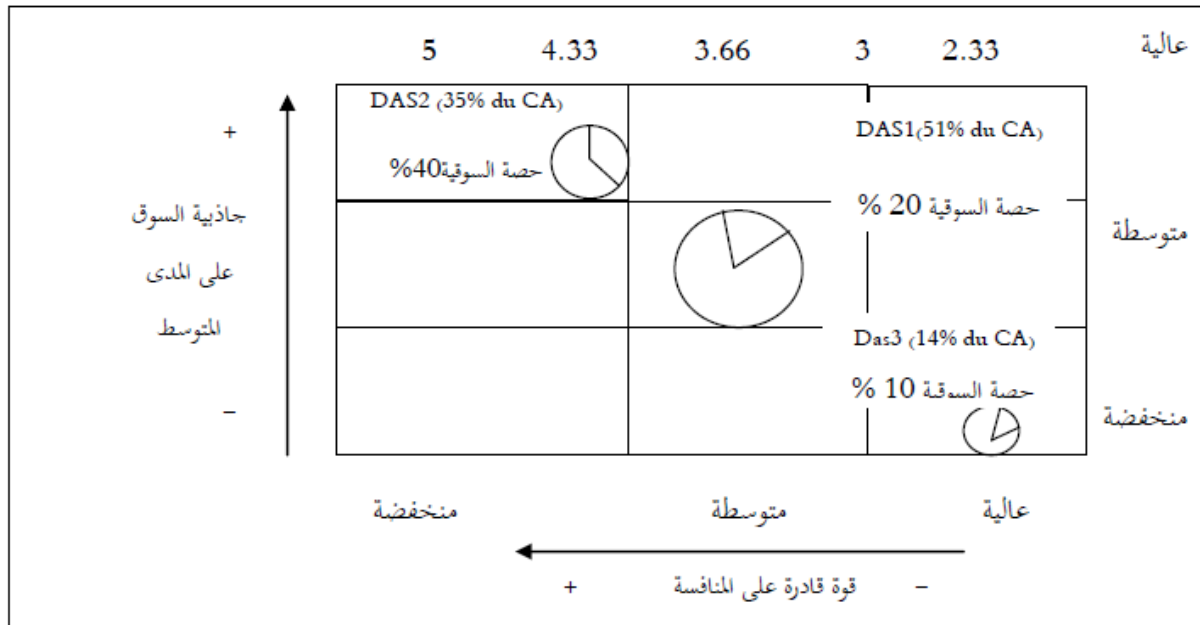 5 4.33 3.66 3 2.33 عالية
DAS2 (35% du CA)
+
DAS1(51% du CA)
حصة السوقية40%
جاذبية السوق
حصة السوقية 20 %
متوسطة
على المدى
المتوسط
Das3 (14% du CA)
حصة السوقية 10 %
–
منخفضة
منخفضة متوسطة عالية
+ قوة قادرة على المنافسة –